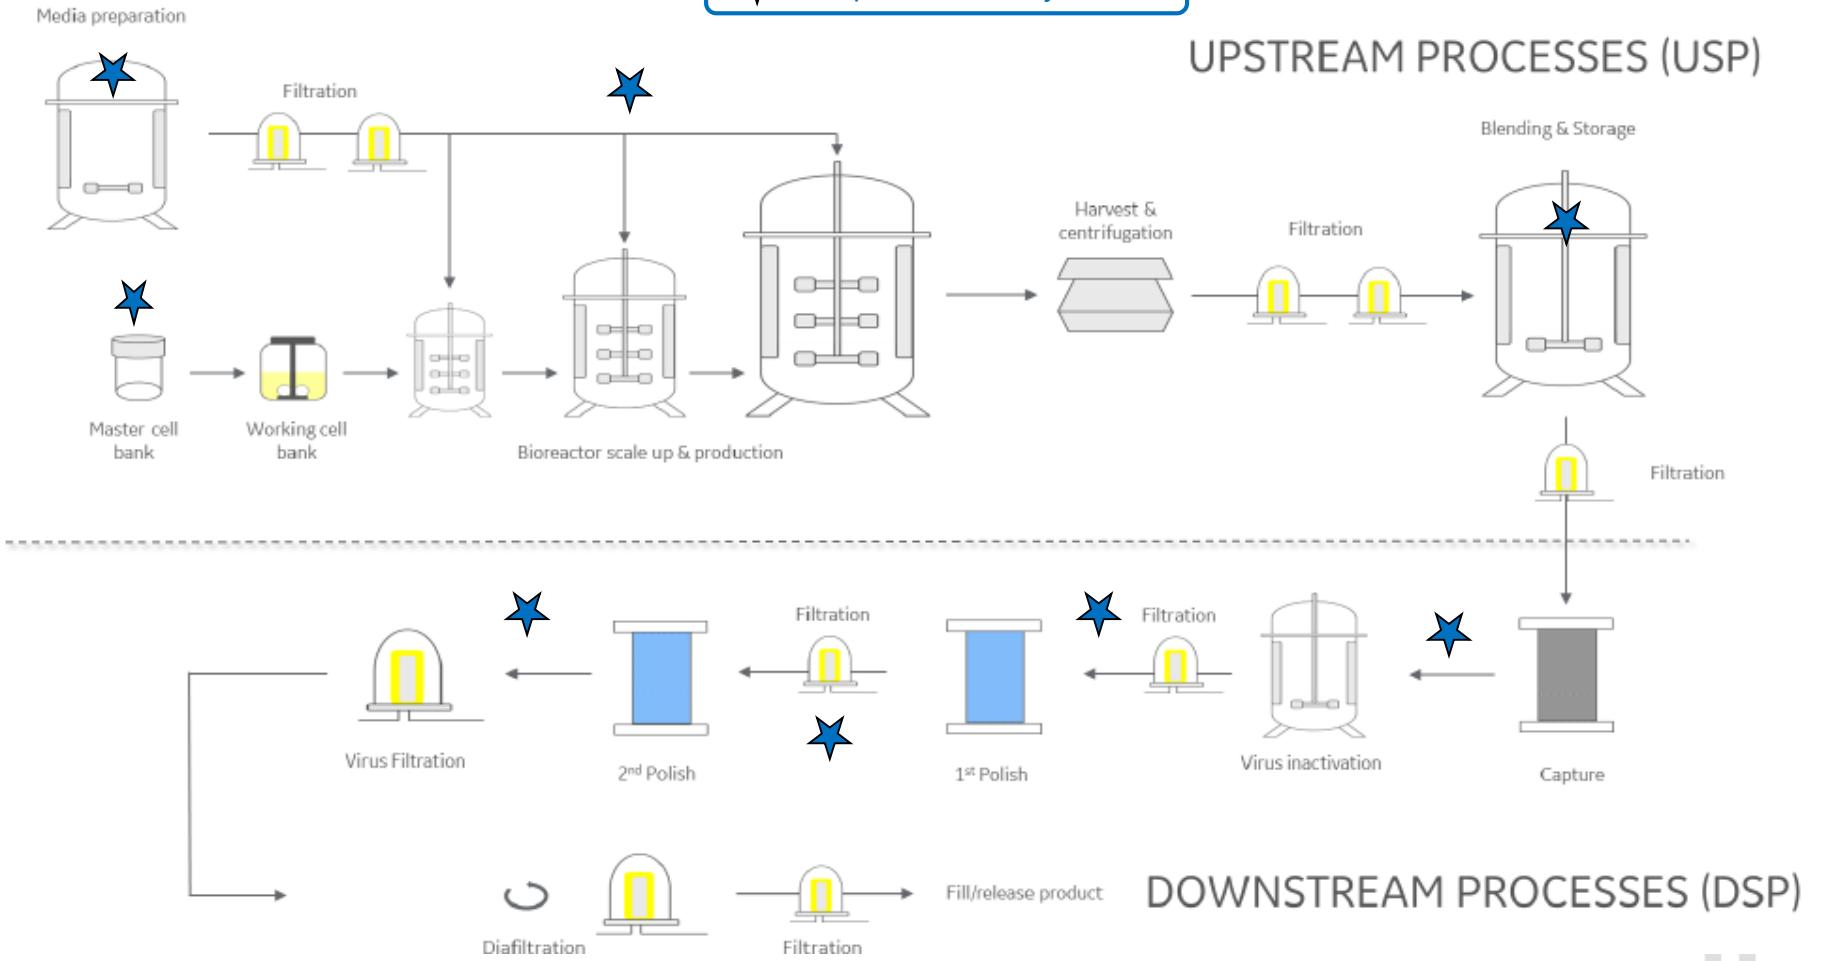 Media preparation
UPSTREAM PROCESSES (USP)
Filtration
Blending & Storage
Harvest &
centrifugation
Filtration
Master cell
bank
Working cell
bank
Bioreactor scale up & production
Filtration
Filtration
Filtration
Virus Filtration
2nd Polish
1st Polish
Virus inactivation
Capture
Fill/release product
DOWNSTREAM PROCESSES (DSP)
Diafiltration
Filtration